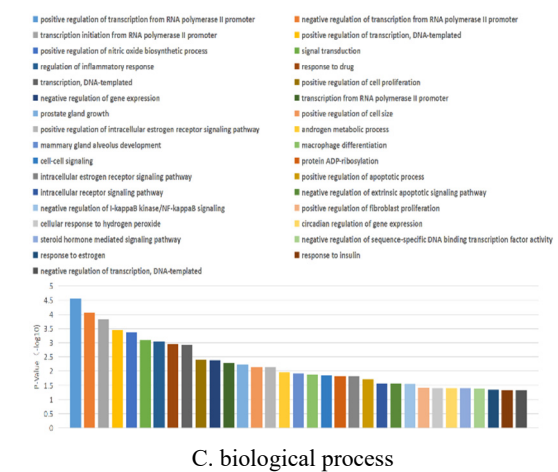 positive regulation of transcription from RNA polymerase II promoter
negative regulation of transcription from RNA polymerase II promoter
transcription initiation from RNA polymerase II promoter
positive regulation of transcription, DNA-templated
positive regulation of nitric oxide biosynthetic process
signal transduction
regulation of inflammatory response
response to drug
transcription, DNA-templated
positive regulation of cell proliferation
negative regulation of gene expression
transcription from RNA polymerase II promoter
prostate gland growth
positive regulation of cell size
positive regulation of intracellular estrogen receptor signaling pathway
androgen metabolic process
mammary gland alveolus development
macrophage differentiation
cell-cell signaling
protein ADP-ribosylation
intracellular estrogen receptor signaling pathway
positive regulation of apoptotic process
intracellular receptor signaling pathway
negative regulation of extrinsic apoptotic signaling pathway
negative regulation of I-kappaB kinase/NF-kappaB signaling
positive regulation of fibroblast proliferation
cellular response to hydrogen peroxide
circadian regulation of gene expression
steroid hormone mediated signaling pathway
negative regulation of sequence-specific DNA binding transcription factor activity
response to estrogen
response to insulin
negative regulation of transcription, DNA-templated
P-Value (-log10)
5
4.5
4
3.5
3
2.5
2
1.5
1
0.5
0
C. biological process